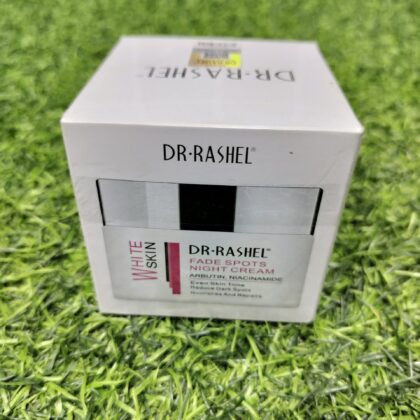 DR·RASHEL
DR·RASHEL®
WHITE
SKIN
DR·RASHEL®
FADE SPOTS
NIGHT CREAM
ARBUTIN, NIACINAMIDE
Even Skin Tone
Reduce Dark Spots
Nourishes And Repairs